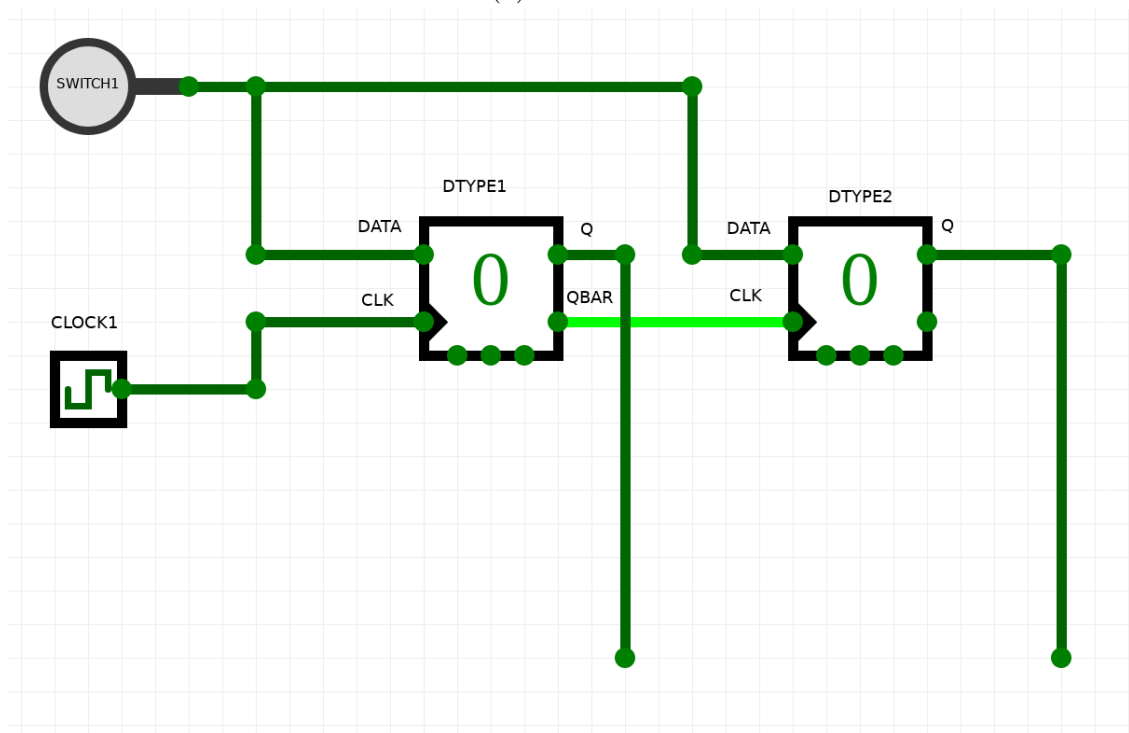 SWITCH1
DTYPE1
DTYPE2
DATA
Q
DATA
Q
CLK
QBAR
CLK
CLOCK1
0
0